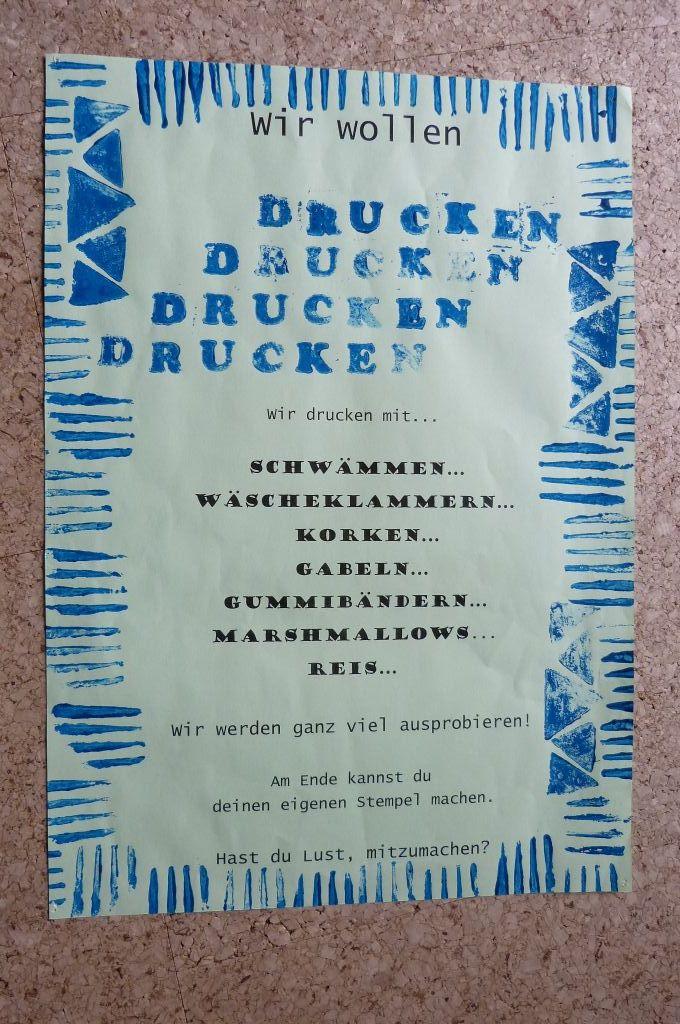 Wir wollen
DRUCKEN
DRUCKEN
DRUCKEN
DRUCKEN
Wir drucken mit...
SCHWÄMMEN...
WÄSCHEKLAMMERN...
KORKEN...
GABELN...
GUMMIBÄNDERN...
MARSHMALLOWS...
REIS...
Wir werden ganz viel ausprobieren!
Am Ende kannst du
deinen eigenen Stempel machen.
Hast du Lust, mitzumachen?